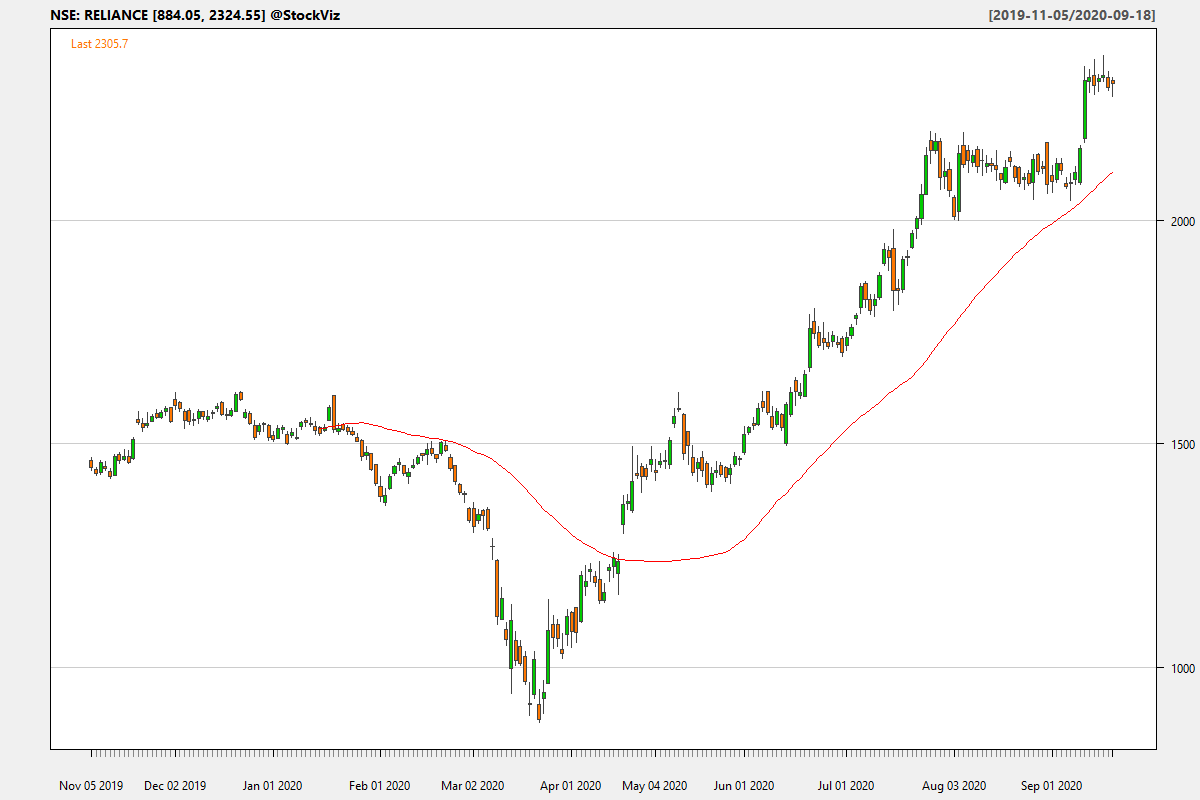 NSE: RELIANCE [884.05, 2324.55] @StockViz [2019-11-05/2020-09-18]
Last 2305.7
2000
1500
1000
Nov 05 2019 Dec 02 2019 Jan 01 2020 Feb 01 2020 Mar 02 2020 Apr 01 2020 May 04 2020 Jun 01 2020 Jul 01 2020 Aug 03 2020 Sep 01 2020